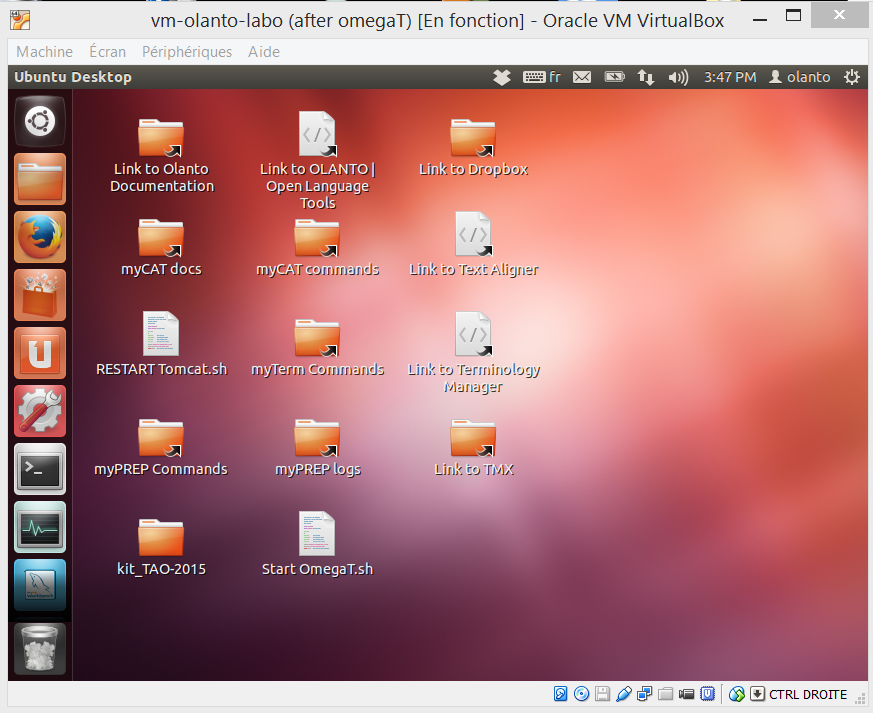 vm-olanto-labo (after omegaT) [En fonction] - Oracle VM VirtualBox
Machine Écran Périphériques Aide
Ubuntu Desktop fr 3:47 PM olanto
Link to Olanto
Documentation
Link to OLANTO |
Open Language
Tools
Link to Dropbox
myCAT docs
myCAT commands
Link to Text Aligner
RESTART Tomcat.sh
myTerm Commands
Link to Terminology
Manager
myPREP Commands
myPREP logs
Link to TMX
kit_TAO-2015
Start OmegaT.sh
CTRL DROITE